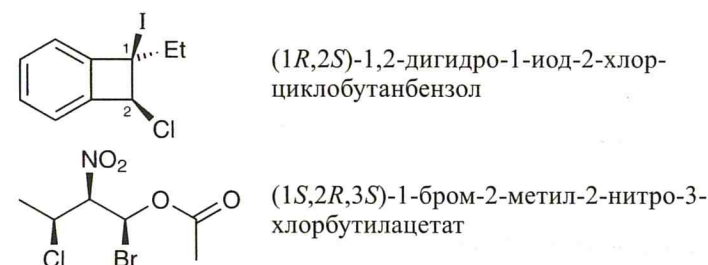 I
1
Et
(1R,2S)-1,2-дигидро-1-иод-2-хлор-
циклобутанбензол
2
Cl
NO2
O
O
(1S,2R,3S)-1-бром-2-метил-2-нитро-3-
хлорбутилацетат
Cl
Br